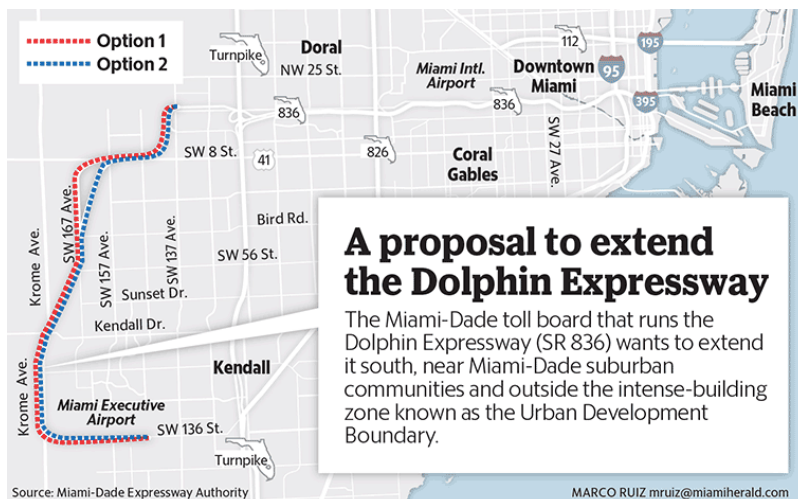 Option 1
Option 2
Turnpike
Doral
NW 25 St.
Miami Intl.
Airport
112
Downtown
Miami
195
95
395
Miami
Beach
836
836
SW 8 St.
41
826
Coral
Gables
SW 27 Ave.
Krome Ave.
SW 167 Ave.
SW 157 Ave.
SW 137 Ave.
Bird Rd.
SW 56 St.
Sunset Dr.
Kendall Dr.
Kendall
Krome Ave.
Miami Executive
Airport
SW 136 St.
Turnpike
A proposal to extend
the Dolphin Expressway
The Miami-Dade toll board that runs the
Dolphin Expressway (SR 836) wants to extend
it south, near Miami-Dade suburban
communities and outside the intense-building
zone known as the Urban Development
Boundary.
Source: Miami-Dade Expressway Authority
MARCO RUIZ mruiz@miamiherald.com